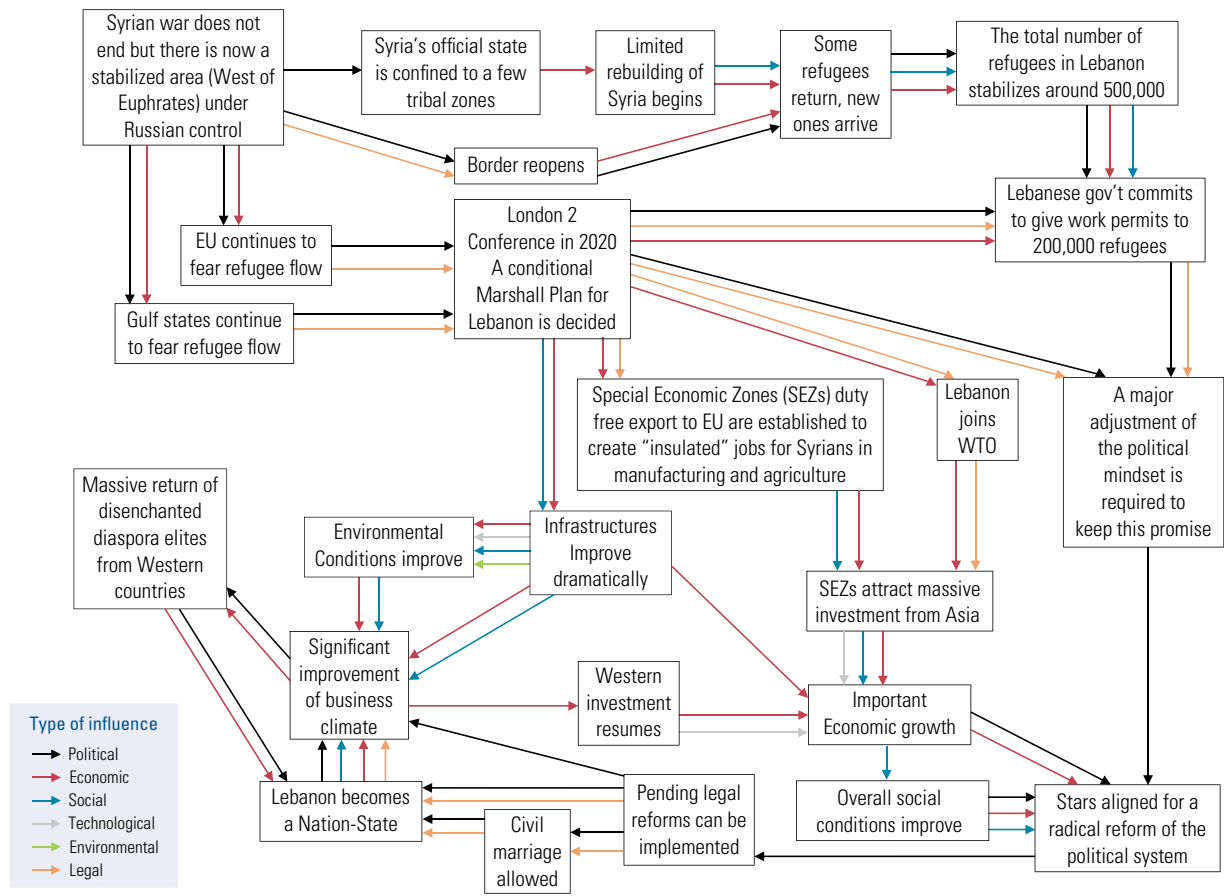 Syrian war does not
end but there is now a
stabilized area (West of
Euphrates) under
Russian control
Syria's official state
is confined to a few
tribal zones
Limited
rebuilding of
Syria begins
Some
refugees
return, new
ones arrive
The total number of
refugees in Lebanon
stabilizes around 500,000
Border reopens
EU continues to
fear refugee flow
Gulf states continue
to fear refugee flow
London 2
Conference in 2020
A conditional
Marshall Plan for
Lebanon is decided
Lebanese gov't commits
to give work permits to
200,000 refugees
Special Economic Zones (SEZs) duty
free export to EU are established to
create “insulated” jobs for Syrians in
manufacturing and agriculture
Lebanon
joins
WTO
A major
adjustment of
the political
mindset is
required to
keep this promise
Massive return of
disenchanted
diaspora elites
from Western
countries
Environmental
Conditions improve
Infrastructures
Improve
dramatically
SEZs attract massive
investment from Asia
Significant
improvement
of business
climate
Western
investment
resumes
Important
Economic growth
Type of influence
Political
Economic
Social
Technological
Environmental
Legal
Lebanon becomes
a Nation-State
Civil
marriage
allowed
Pending legal
reforms can be
implemented
Overall social
conditions improve
Stars aligned for a
radical reform of the
political system